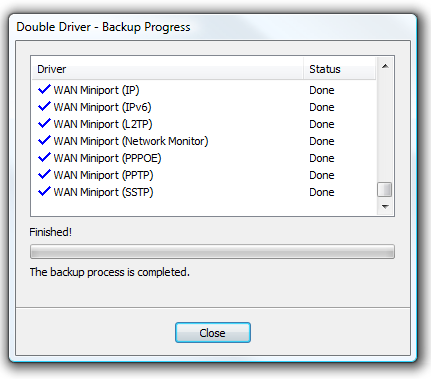 Double Driver - Backup Progress
Driver Status
WAN Miniport (IP) Done
WAN Miniport (IPv6) Done
WAN Miniport (L2TP) Done
WAN Miniport (Network Monitor) Done
WAN Miniport (PPPOE) Done
WAN Miniport (PPTP) Done
WAN Miniport (SSTP) Done
Finished!
The backup process is completed.
Close